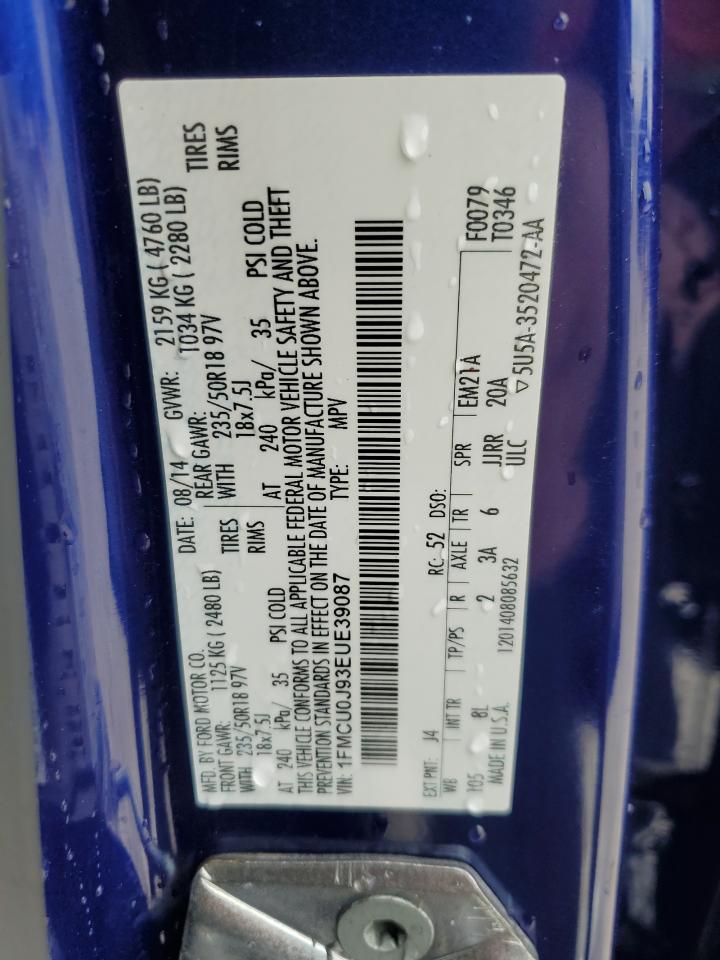 MFD. BY FORD MOTOR CO. DATE: 08/14 GVWR: 2159 KG ( 4760 LB)
FRONT GAWR: 1125 KG ( 2480 LB) REAR GAWR: 1034 KG ( 2280 LB)
WITH 235/50R18 97V TIRES WITH 235/50R18 97V TIRES
18x7.5J RIMS 18x7.5J RIMS
AT 240 kPa/ 35 PSI COLD AT 240 kPa/ 35 PSI COLD
THIS VEHICLE CONFORMS TO ALL APPLICABLE FEDERAL MOTOR VEHICLE SAFETY AND THEFT
PREVENTION STANDARDS IN EFFECT ON THE DATE OF MANUFACTURE SHOWN ABOVE.
VIN: 1FMCU0J93EUE39087 TYPE: MPV
EXT PNT: J4 RC: 52 DSO: F0079
WB INT TR TP/PS R AXLE TR SPR EM21A T0346
105 8L 2 3A 6 JJRR 20A
MADE IN U.S.A. 1201408085632 ULC ▽5U5A-3520472-AA